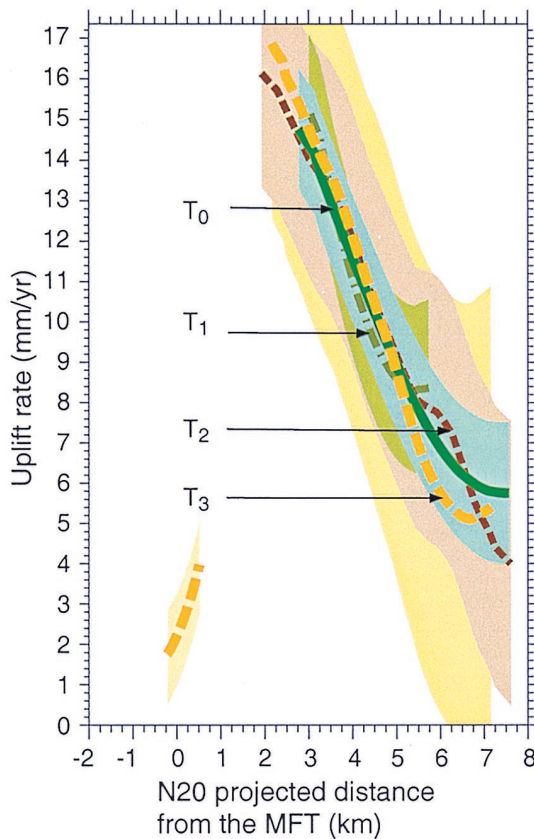 17
16
15
14
13
12
11
10
9
8
7
6
5
4
3
2
1
0
Uplift rate (mm/yr)
T0
T1
T2
T3
-2 -1 0 1 2 3 4 5 6 7 8
N20 projected distance
from the MFT (km)